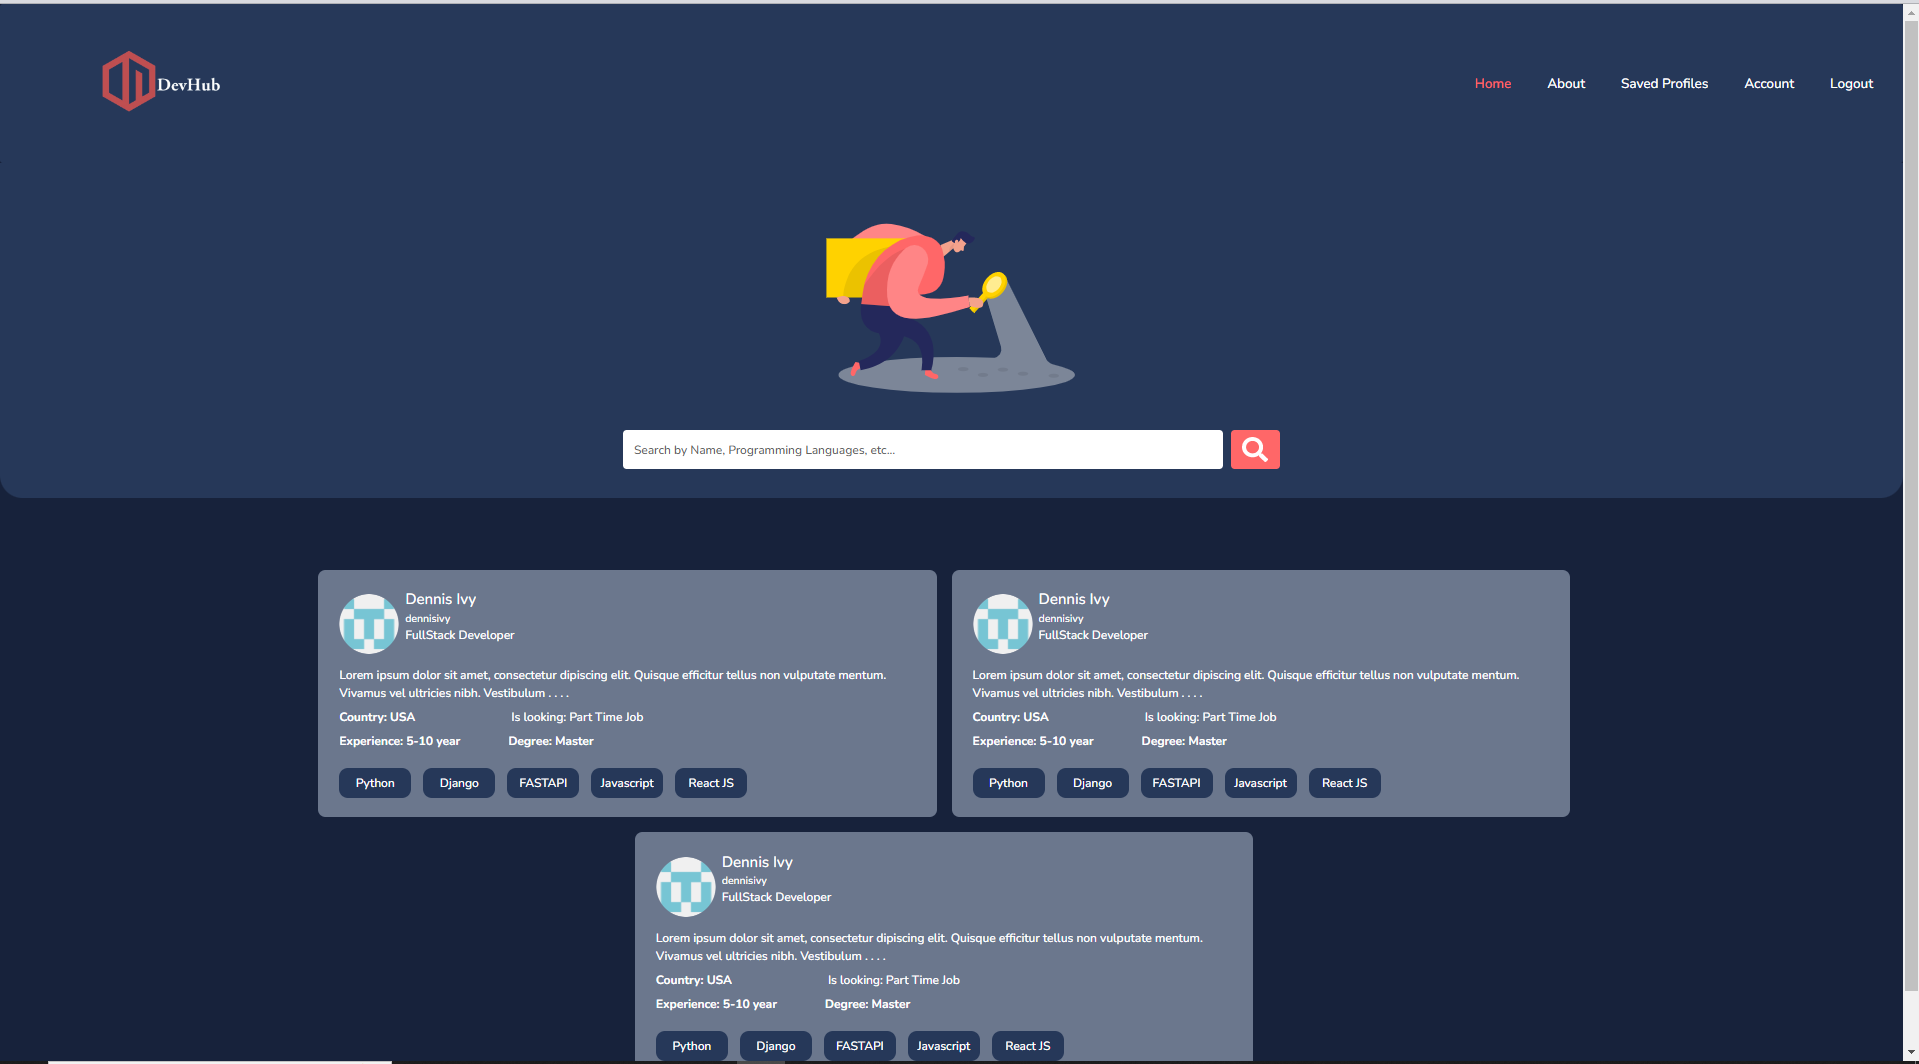 DevHub
Home About Saved Profiles Account Logout
Search by Name, Programming Languages, etc...
Dennis Ivy
dennisivy
FullStack Developer
Lorem ipsum dolor sit amet, consectetur dipiscing elit. Quisque efficitur tellus non vulputate mentum.
Vivamus vel ultricies nibh. Vestibulum . . . .
Country: USA Is looking: Part Time Job
Experience: 5-10 year Degree: Master
Python Django FASTAPI Javascript React JS
Dennis Ivy
dennisivy
FullStack Developer
Lorem ipsum dolor sit amet, consectetur dipiscing elit. Quisque efficitur tellus non vulputate mentum.
Vivamus vel ultricies nibh. Vestibulum . . . .
Country: USA Is looking: Part Time Job
Experience: 5-10 year Degree: Master
Python Django FASTAPI Javascript React JS
Dennis Ivy
dennisivy
FullStack Developer
Lorem ipsum dolor sit amet, consectetur dipiscing elit. Quisque efficitur tellus non vulputate mentum.
Vivamus vel ultricies nibh. Vestibulum . . . .
Country: USA Is looking: Part Time Job
Experience: 5-10 year Degree: Master
Python Django FASTAPI Javascript React JS